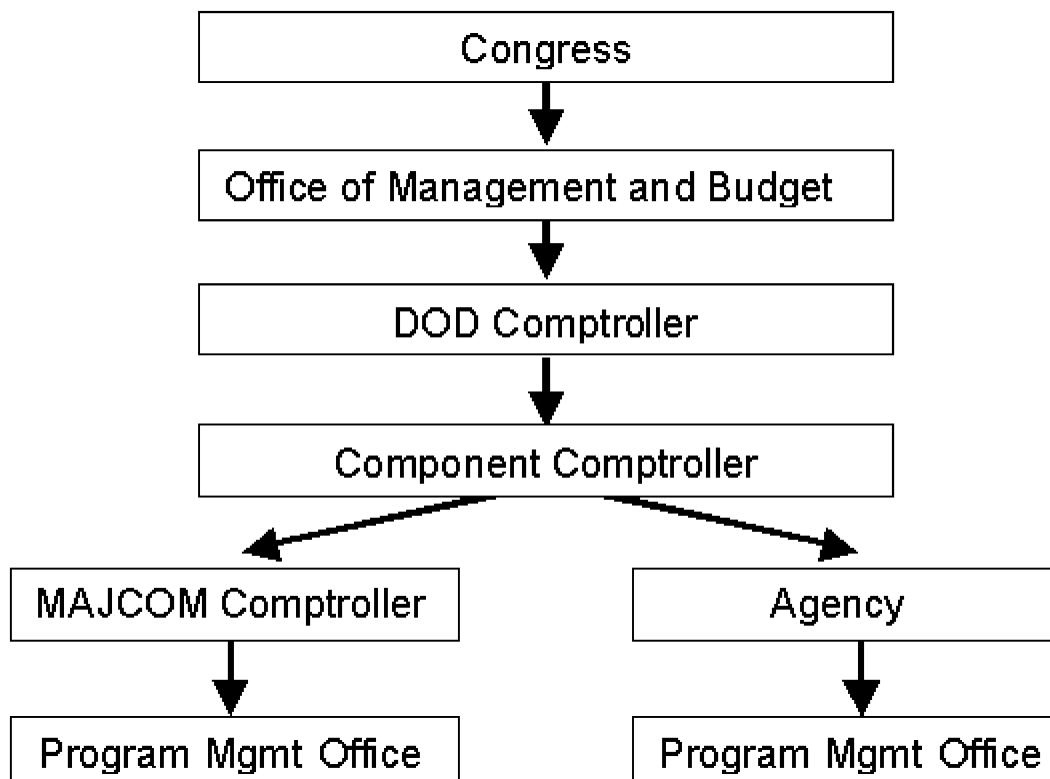 Congress
Office of Management and Budget
DOD Comptroller
Component Comptroller
MAJCOM Comptroller
Agency
Program Mgmt Office
Program Mgmt Office